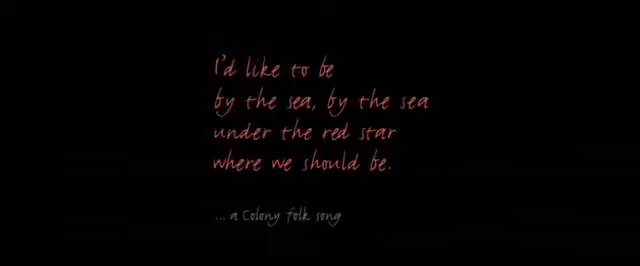 I'd like to be
by the sea, by the sea
under the red star
where we should be.
... a Colony folk song